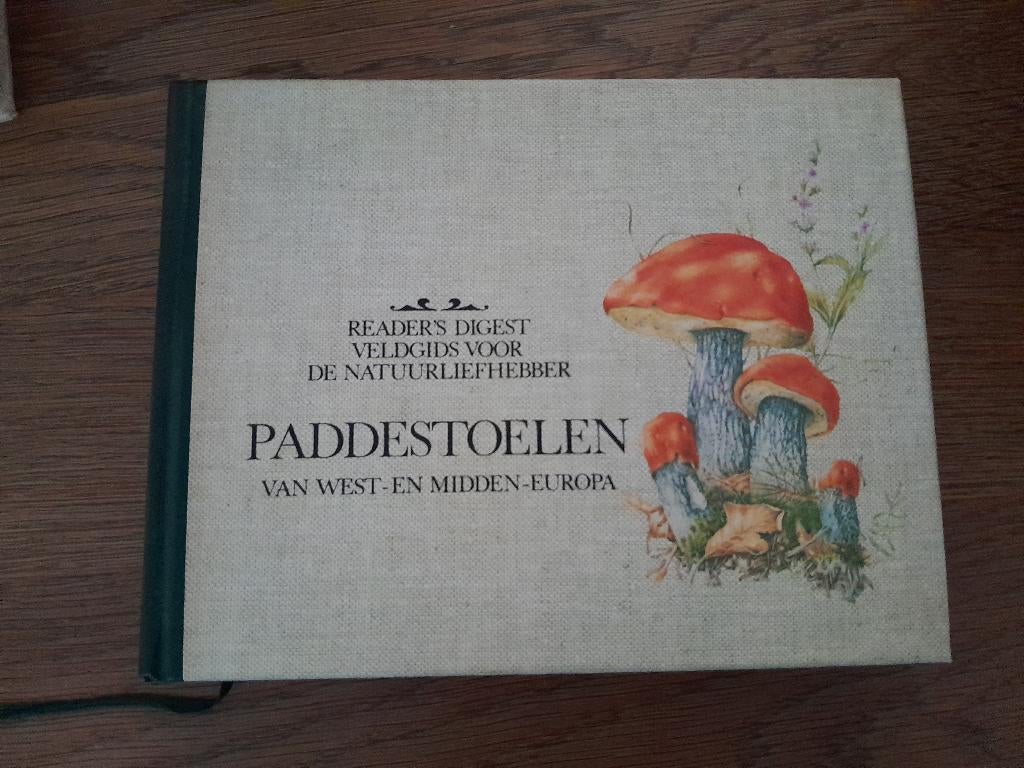 READER'S DIGEST
VELDGIDS VOOR
DE NATUURLIEFHEBBER
PADDESTOELEN
VAN WEST-EN MIDDEN-EUROPA